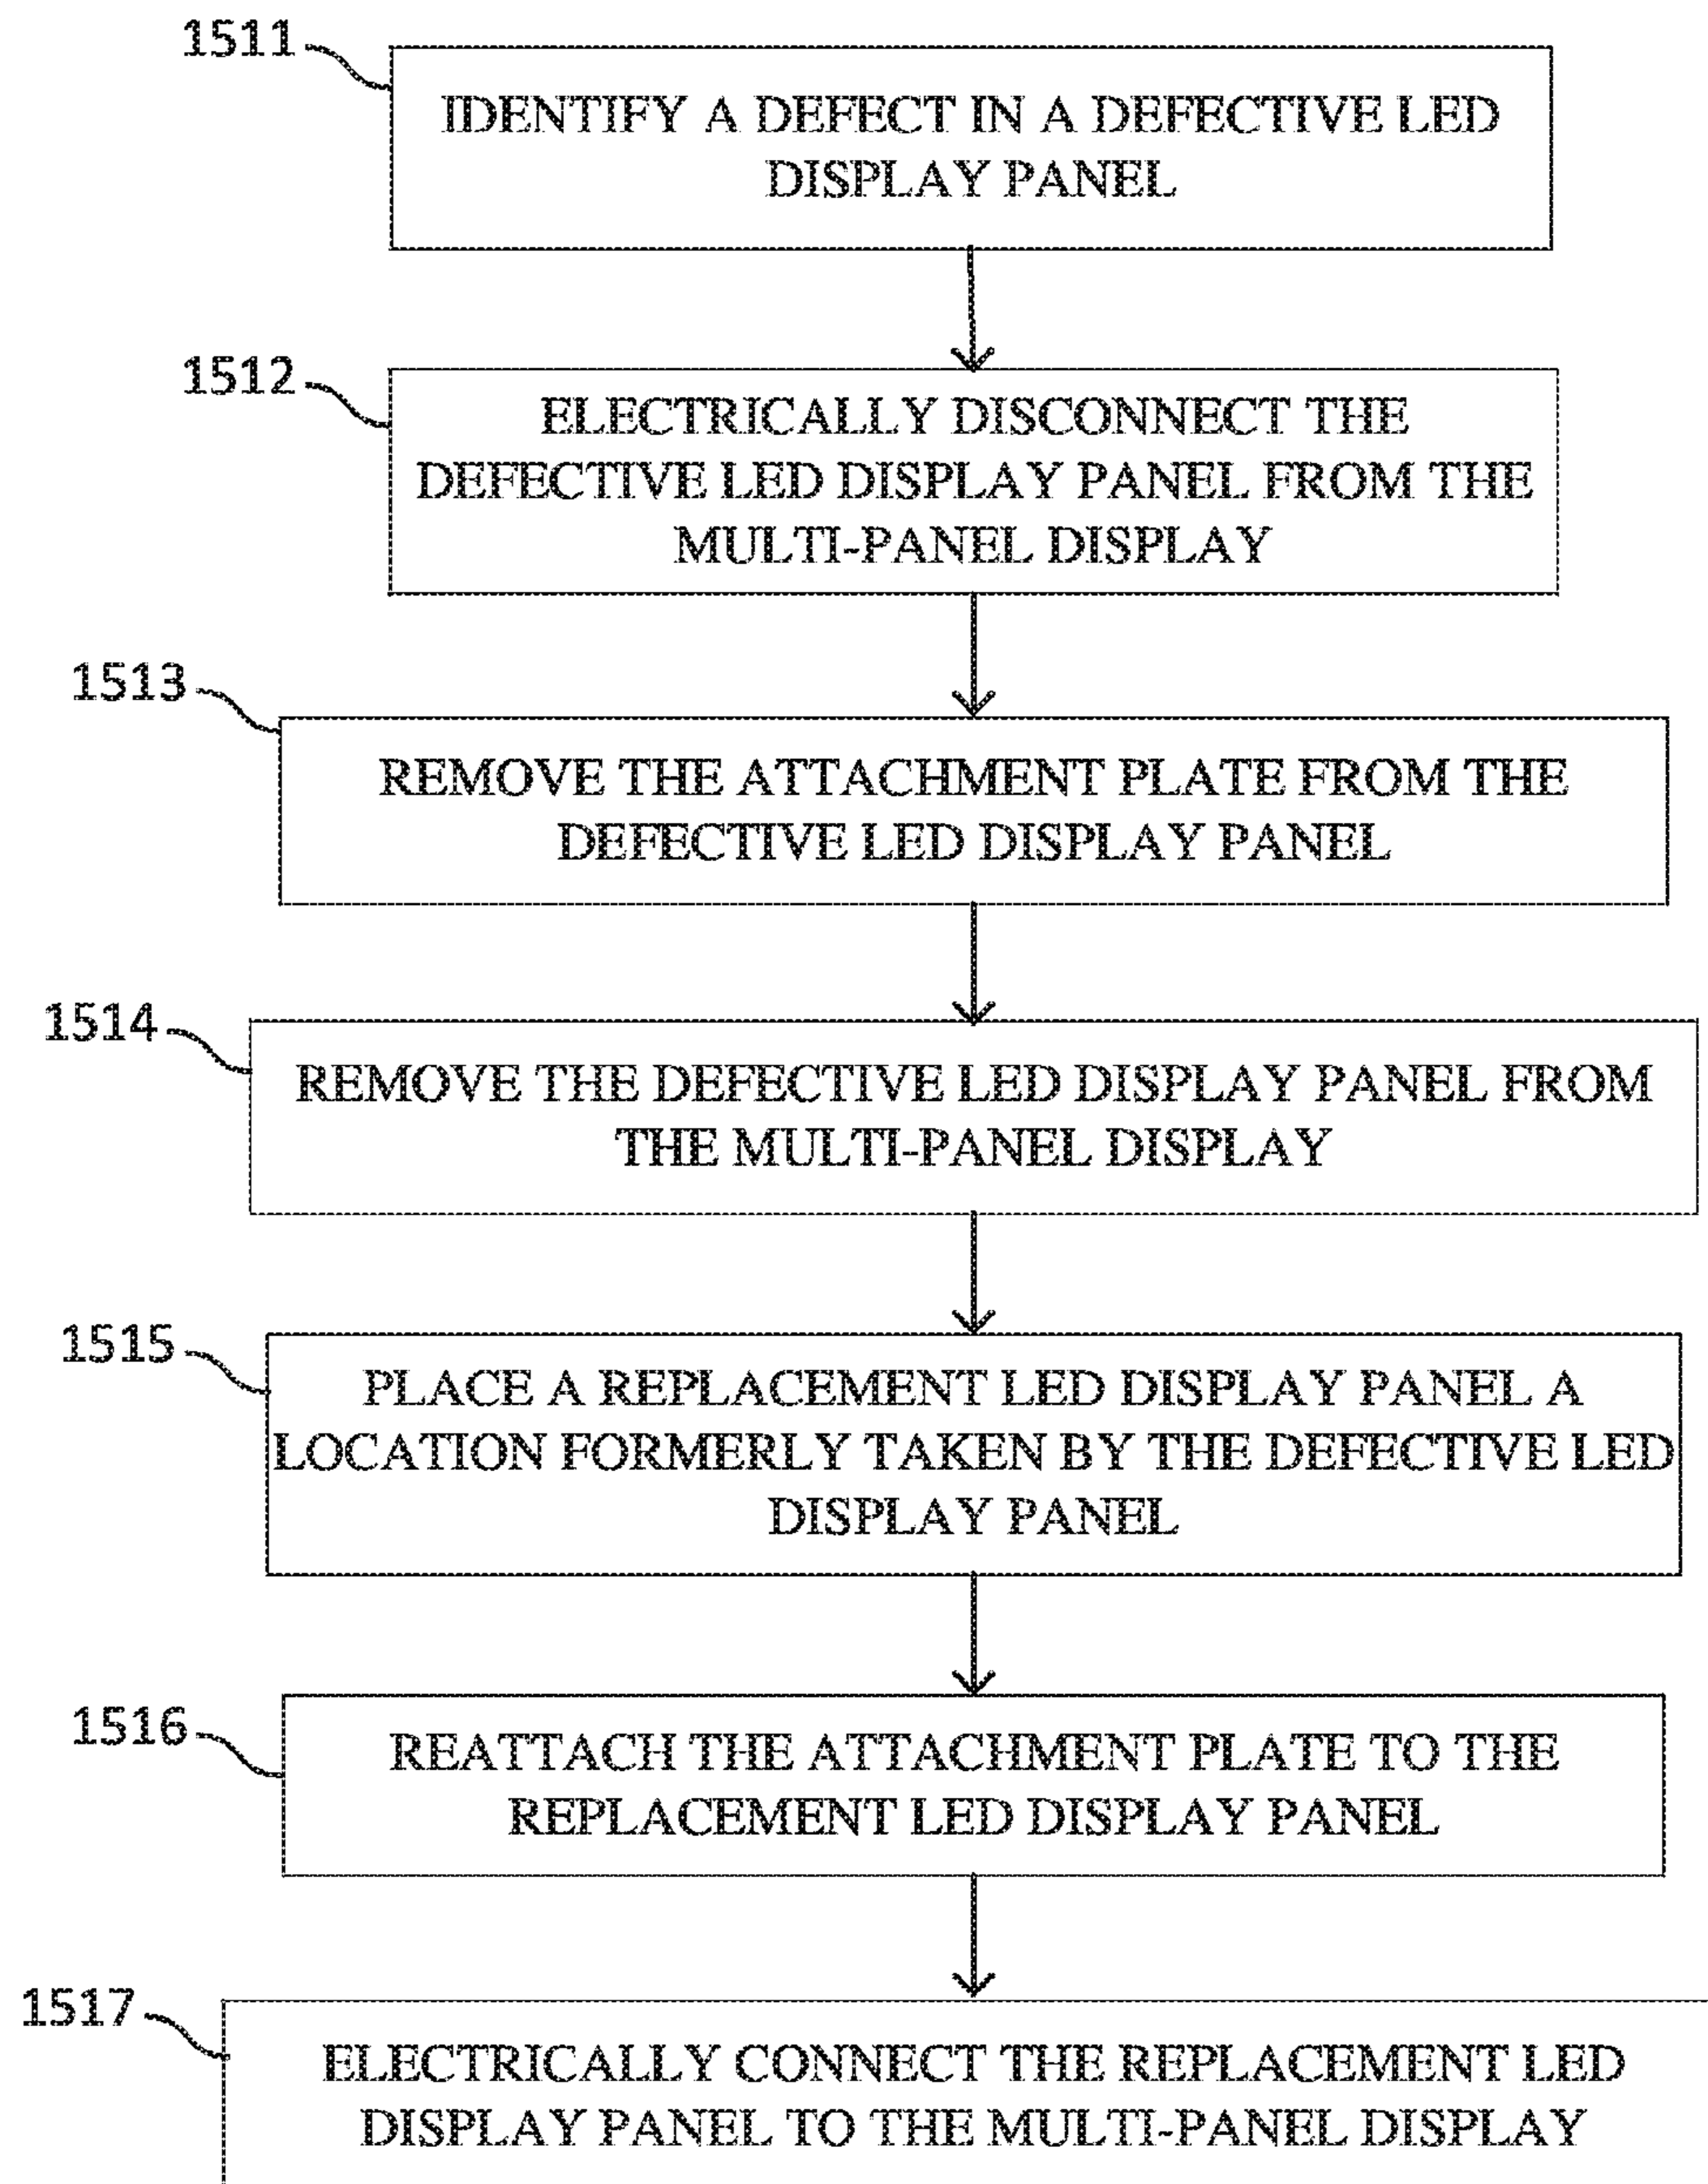 1511
IDENTIFY A DEFECT IN A DEFECTIVE LED
DISPLAY PANEL
1512
ELECTRICALLY DISCONNECT THE
DEFECTIVE LED DISPLAY PANEL FROM THE
MULTI-PANEL DISPLAY
1513
REMOVE THE ATTACHMENT PLATE FROM THE
DEFECTIVE LED DISPLAY PANEL
1514
REMOVE THE DEFECTIVE LED DISPLAY PANEL FROM
THE MULTI-PANEL DISPLAY
1515
PLACE A REPLACEMENT LED DISPLAY PANEL A
LOCATION FORMERLY TAKEN BY THE DEFECTIVE LED
DISPLAY PANEL
1516
REATTACH THE ATTACHMENT PLATE TO THE
REPLACEMENT LED DISPLAY PANEL
1517
ELECTRICALLY CONNECT THE REPLACEMENT LED
DISPLAY PANEL TO THE MULTI-PANEL DISPLAY